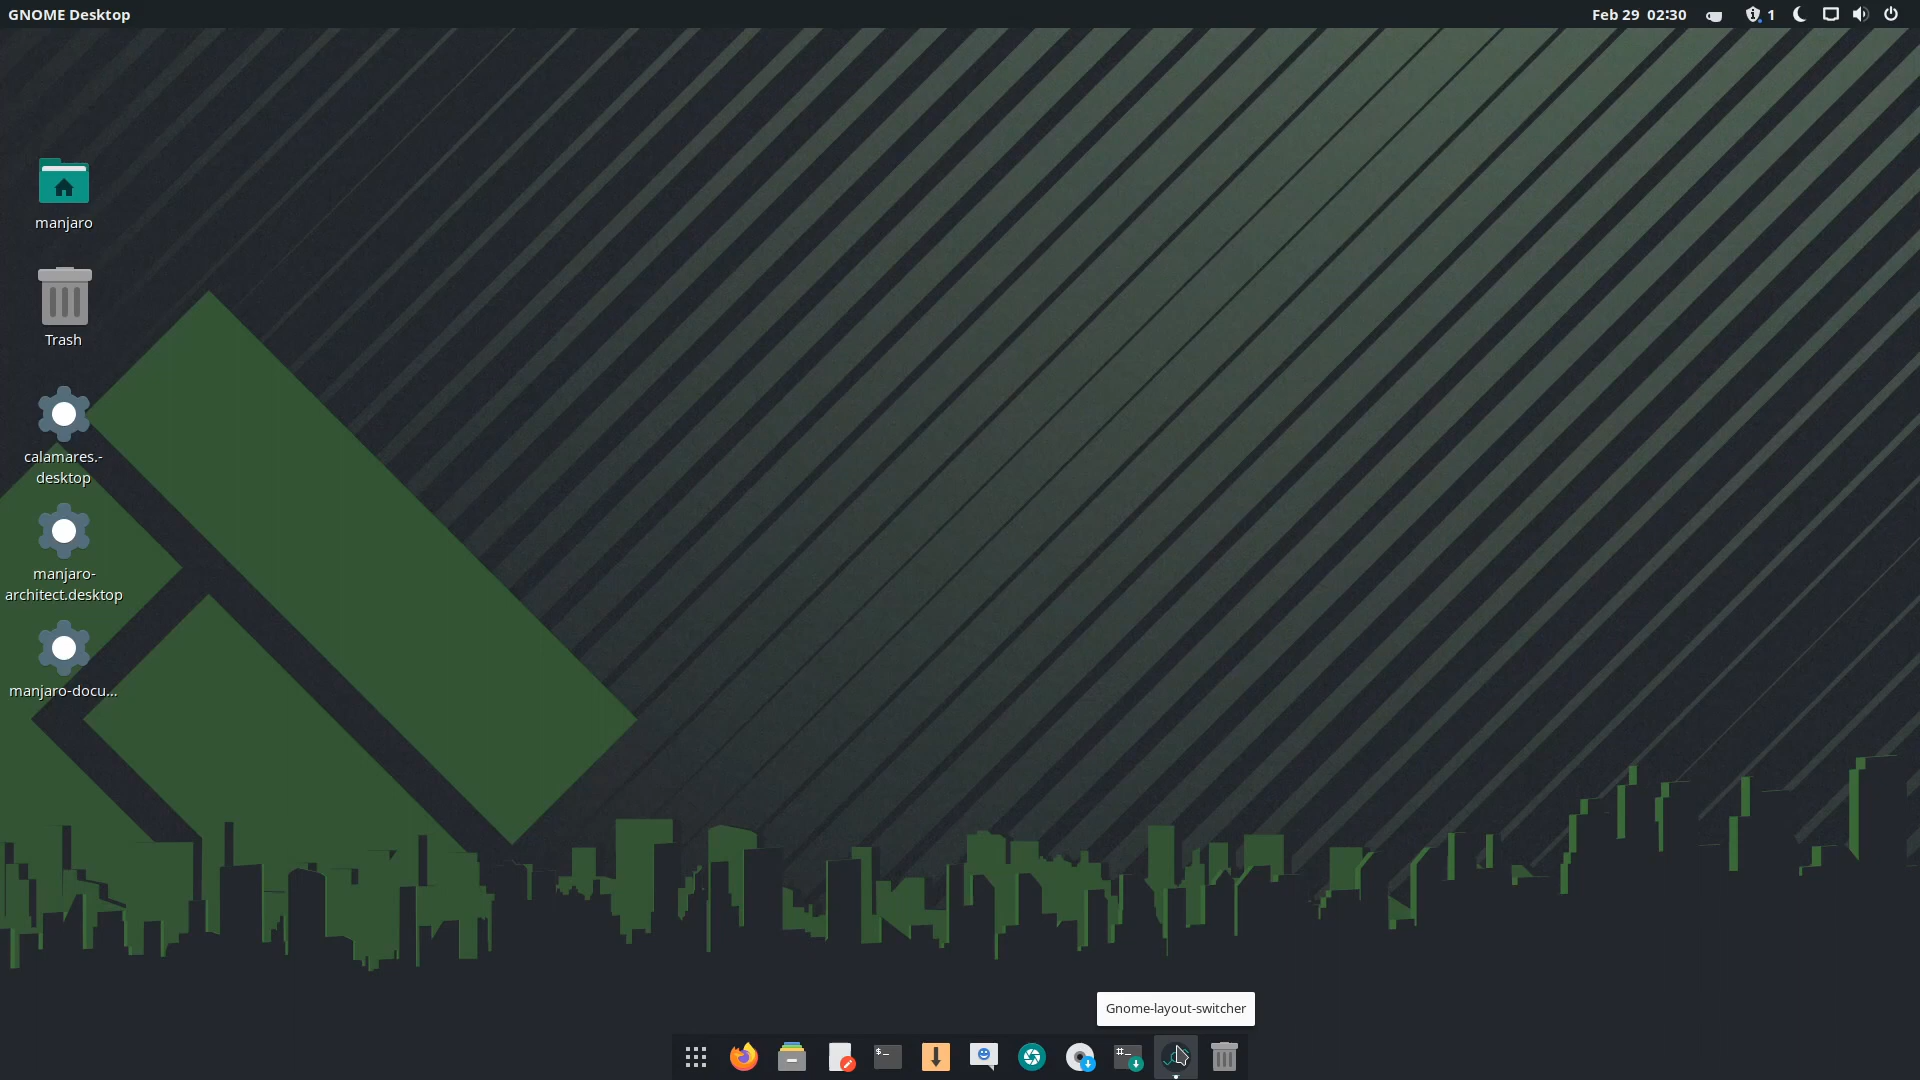 GNOME Desktop
Feb 29 02:30
1
manjaro
Trash
calamares.-
desktop
manjaro-
architect.desktop
manjaro-docu...
Gnome-layout-switcher
$_
#_